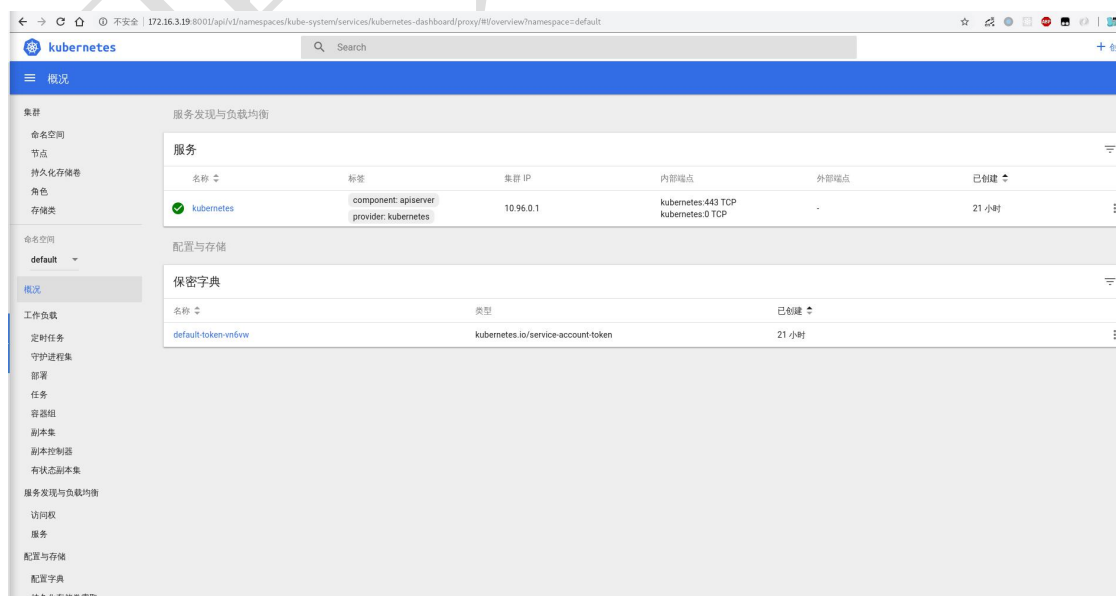 不安全 | 172.16.3.19:8001/api/v1/namespaces/kube-system/services/kubernetes-dashboard/proxy/#!/overview?namespace=default
kubernetes
Search
概况
集群
命名空间
节点
持久化存储卷
角色
存储类
命名空间
default
概况
工作负载
定时任务
守护进程集
部署
任务
容器组
副本集
副本控制器
有状态副本集
服务发现与负载均衡
访问权
服务
配置与存储
配置字典
服务发现与负载均衡
服务
名称 标签 集群 IP 内部端点 外部端点 已创建
kubernetes component: apiserver provider: kubernetes 10.96.0.1 kubernetes:443 TCP kubernetes:0 TCP - 21 小时
配置与存储
保密字典
名称 类型 已创建
default-token-vn6vw kubernetes.io/service-account-token 21 小时